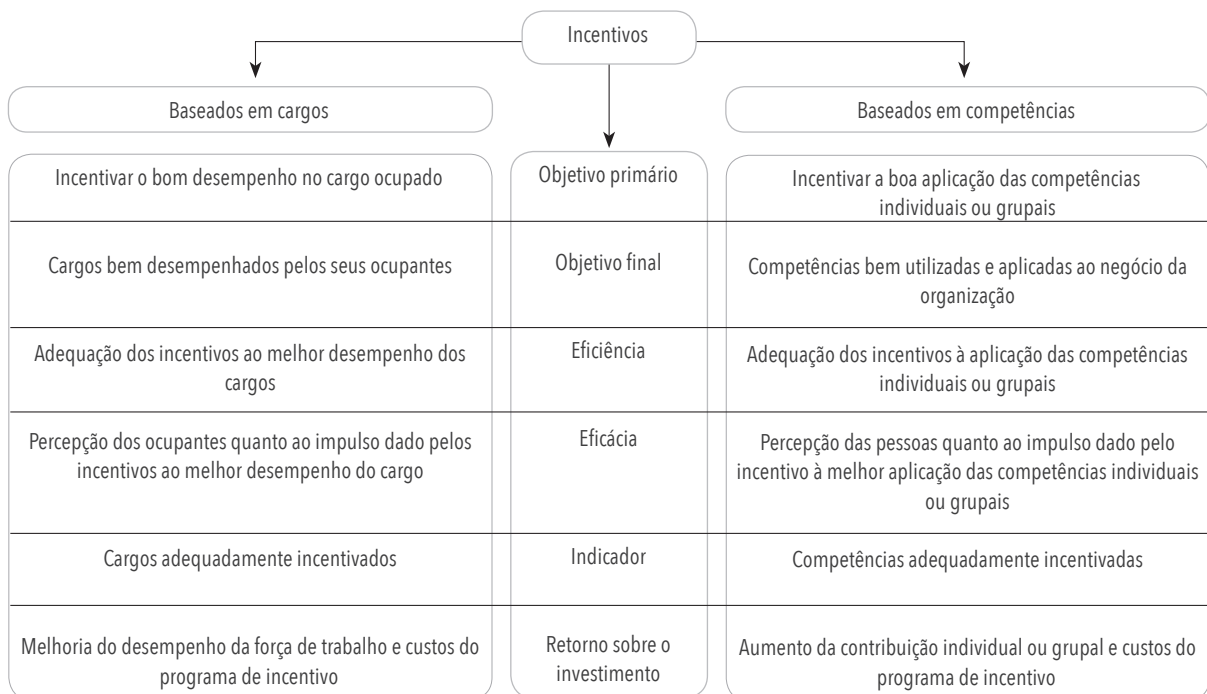 Incentivos
Baseados em cargos
Baseados em competências
Incentivar o bom desempenho no cargo ocupado
Objetivo primário
Incentivar a boa aplicação das competências
individuais ou grupais
Cargos bem desempenhados pelos seus ocupantes
Objetivo final
Competências bem utilizadas e aplicadas ao negócio da
organização
Adequação dos incentivos ao melhor desempenho dos
cargos
Eficiência
Adequação dos incentivos à aplicação das competências
individuais ou grupais
Percepção dos ocupantes quanto ao impulso dado pelos
incentivos ao melhor desempenho do cargo
Eficácia
Percepção das pessoas quanto ao impulso dado pelo
incentivo à melhor aplicação das competências individuais
ou grupais
Cargos adequadamente incentivados
Indicador
Competências adequadamente incentivadas
Melhoria do desempenho da força de trabalho e custos do
programa de incentivo
Retorno sobre o
investimento
Aumento da contribuição individual ou grupal e custos do
programa de incentivo